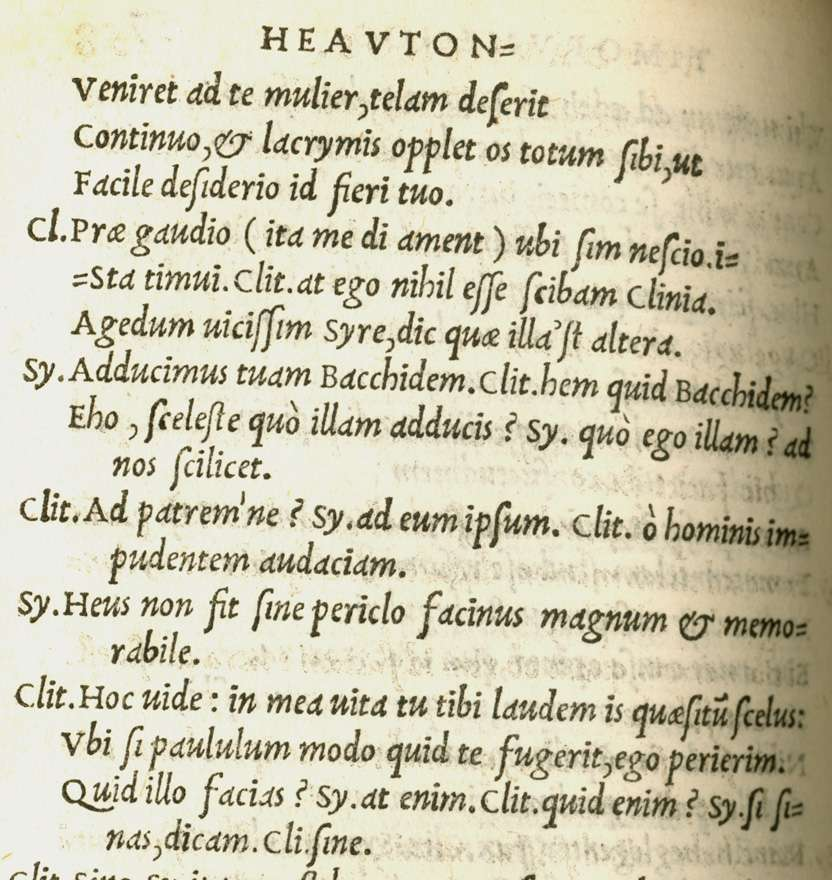 HEAVTON=
Veniret ad te mulier, telam deſerit
Continuo, & lacrymis opplet os totum ſibi, ut
Facile deſiderio id fieri tuo.
Cl. Præ gaudio ( ita me di ament ) ubi ſim neſcio. i=
=Sta timui. Clit. at ego nihil eſſe ſcibam Clinia.
Agedum uiciſſim Syre, dic quæ illa'ſt altera.
Sy. Adducimus tuam Bacchidem. Clit. hem quid Bacchidem?
Eho , ſceleſte quò illam adducis ? Sy. quò ego illam ? ad
nos ſcilicet.
Clit. Ad patrem'ne ? Sy. ad eum ipſum. Clit. ò hominis im=
pudentem audaciam.
Sy. Heus non fit ſine periclo facinus magnum & memo=
rabile.
Clit. Hoc uide : in mea uita tu tibi laudem is quæſitũ ſcelus:
Vbi ſi paululum modo quid te fugerit, ego perierim.
Quid illo facias ? Sy. at enim. Clit. quid enim ? Sy. ſi ſi=
nas, dicam. Cli. ſine.